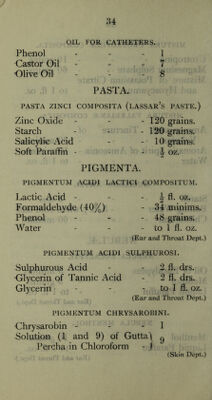 34
OIL FOR CATHETERS.
Phenol - - - 1
Castor Oil - - - 7
Olive Oil - - - 8
PASTA.
PASTA ZINCI COMPOSITA (LASSAR'S PASTE.)
Zinc Oxide - - 120 grains.
Starch - - - 120 grains.
Salicylic Acid - - 10 grains.
Soft Paraffin - - ½ oz.
PIGMENTA.
PIGMENTUM ACIDI LACTICI COMPOSITUM.
Lactic Acid - - - ½ fl. oz.
Formaldehyde (40%) - 34 minims.
Phenol - - - 48 grains.
Water - - - to 1 fl. oz.
(Ear and Throat Dept.)
PIGMENTUM ACIDI SULPHUROSI.
Sulphurous Acid - - 2 fl. drs.
Glycerin of Tannic Acid - 2 fl. drs.
Glycerin - - - to 1 fl. oz.
(Ear and Throat Dept.)
PIGMENTUM CHRYSAROBINI.
Chrysarobin - - - 1
Solution (1 and 9) of Gutta } 9
Percha in Chloroform - }
(Skin Dept.)